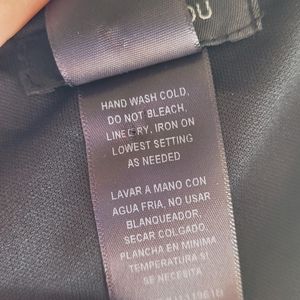 OU
HAND WASH COLD,
DO NOT BLEACH,
LINE DRY, IRON ON
LOWEST SETTING
AS NEEDED
LAVAR A MANO CON
AGUA FRIA, NO USAR
BLANQUEADOR,
SECAR COLGADO,
PLANCHA EN MINIMA
TEMPERATURA SI
SE NECESITA